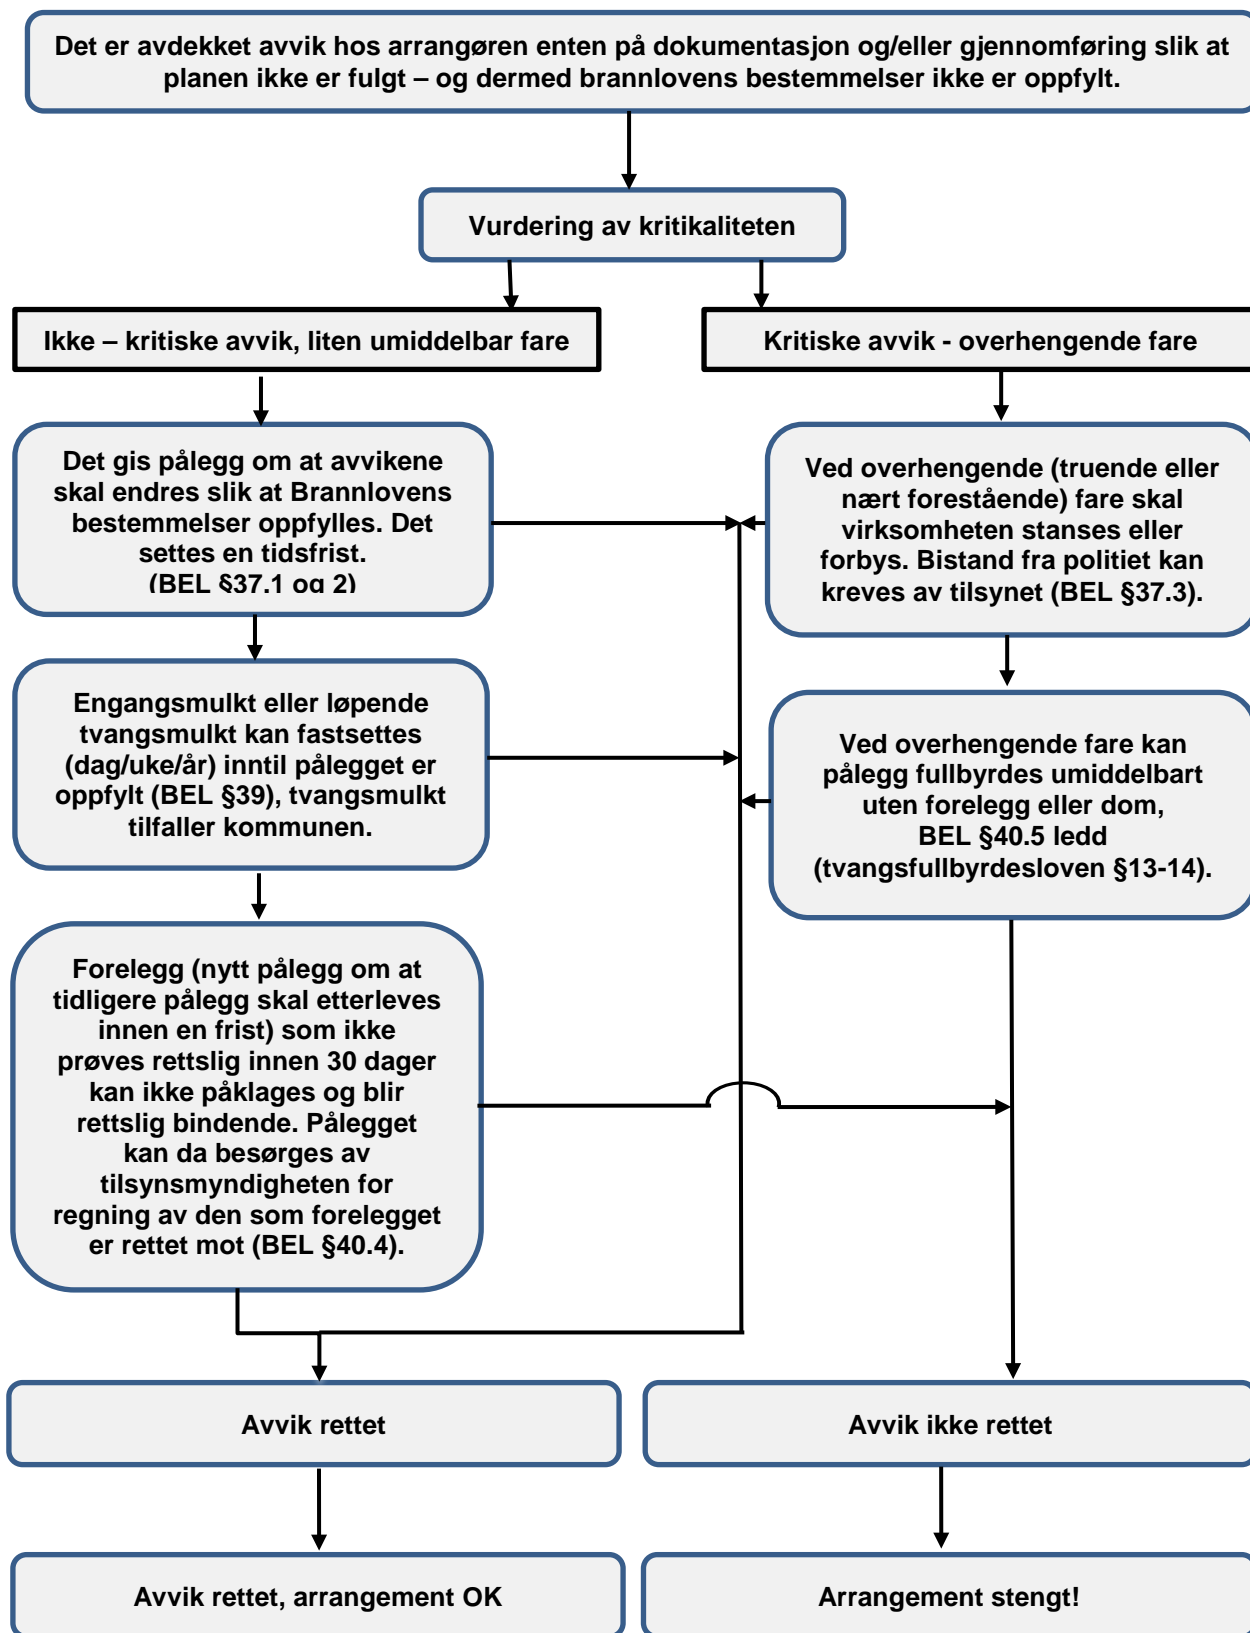 Det er avdekket avvik hos arrangøren enten på dokumentasjon og/eller gjennomføring slik at
planen ikke er fulgt – og dermed brannlovens bestemmelser ikke er oppfylt.
Vurdering av kritikaliteten
Ikke – kritiske avvik, liten umiddelbar fare
Kritiske avvik - overhengende fare
Det gis pålegg om at avvikene
skal endres slik at Brannlovens
bestemmelser oppfylles. Det
settes en tidsfrist.
(BEL §37.1 og 2)
Ved overhengende (truende eller
nært forestående) fare skal
virksomheten stanses eller
forbys. Bistand fra politiet kan
kreves av tilsynet (BEL §37.3).
Engangsmulkt eller løpende
tvangsmulkt kan fastsettes
(dag/uke/år) inntil pålegget er
oppfylt (BEL §39), tvangsmulkt
tilfaller kommunen.
Ved overhengende fare kan
pålegg fullbyrdes umiddelbart
uten forelegg eller dom,
BEL §40.5 ledd
(tvangsfullbyrdesloven §13-14).
Forelegg (nytt pålegg om at
tidligere pålegg skal etterleves
innen en frist) som ikke
prøves rettslig innen 30 dager
kan ikke påklages og blir
rettslig bindende. Pålegget
kan da besørges av
tilsynsmyndigheten for
regning av den som forelegget
er rettet mot (BEL §40.4).
Avvik rettet
Avvik ikke rettet
Avvik rettet, arrangement OK
Arrangement stengt!